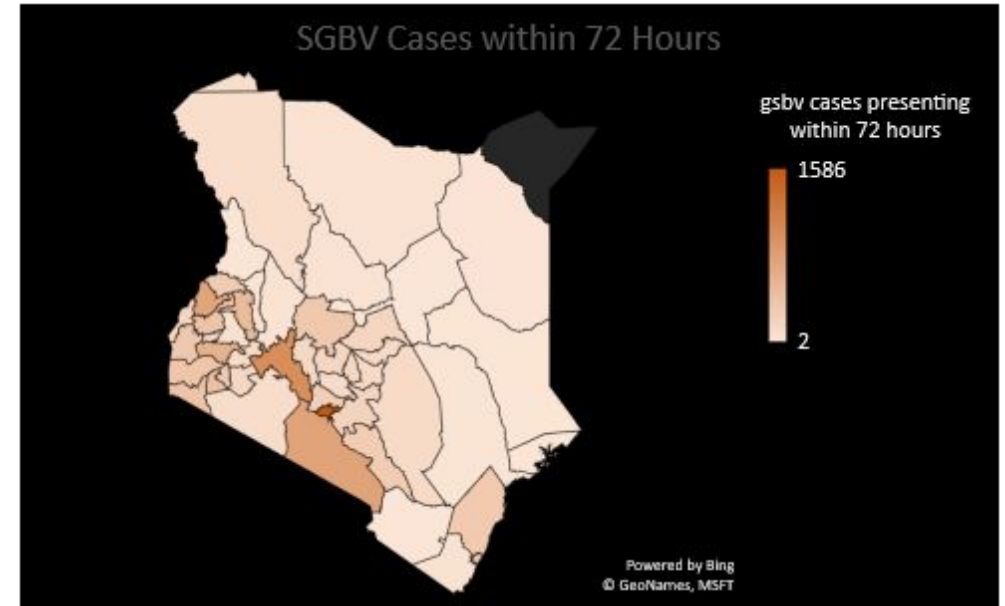 SGBV Cases within 72 Hours
gsbv cases presenting
within 72 hours
1586
2
Powered by Bing
© GeoNames, MSFT